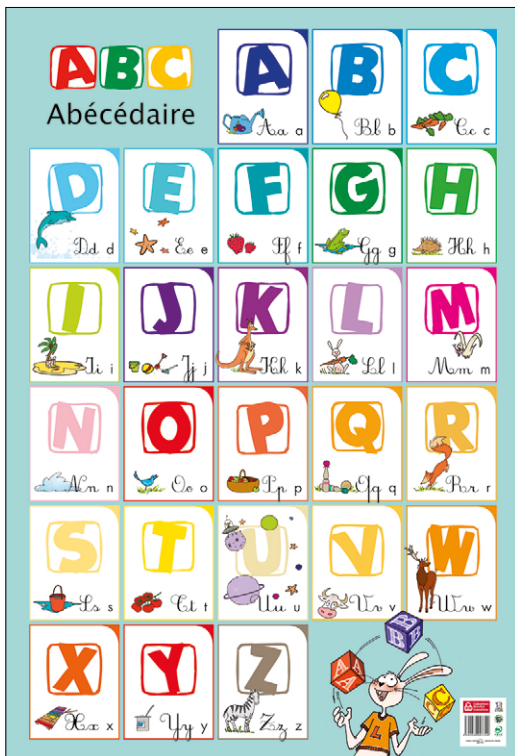 ABC
Abécédaire
A
Aa a
B
Bb b
C
Cc c
D
Dd d
E
Ee e
F
Ff f
G
Gg g
H
Hh h
I
Ii i
J
Jj j
K
Kk k
L
Ll l
M
Mm m
N
Nn n
O
Oo o
P
Pp p
Q
Qq q
R
Rr r
S
Ss s
T
Tt t
U
Uu u
V
Vv v
W
Ww w
X
Xx x
Y
Yy y
Z
Zz z
B B
B
A A
A
C
L